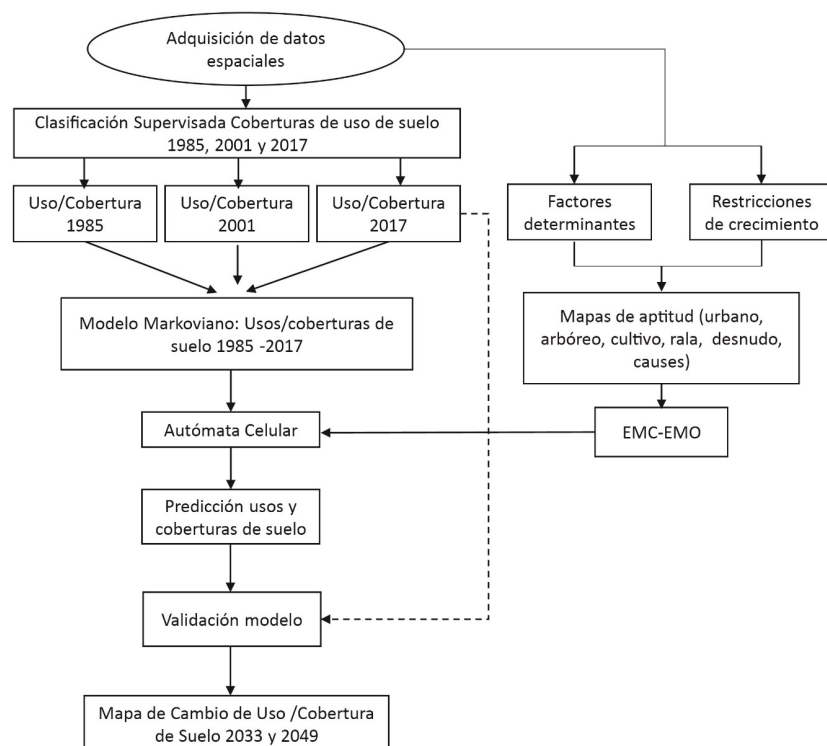 Adquisición de datos
espaciales
Clasificación Supervisada Coberturas de uso de suelo
1985, 2001 y 2017
Uso/Cobertura
1985
Uso/Cobertura
2001
Uso/Cobertura
2017
Factores
determinantes
Restricciones
de crecimiento
Modelo Markoviano: Usos/coberturas de
suelo 1985 -2017
Mapas de aptitud (urbano,
arbóreo, cultivo, rala, desnudo,
causes)
Autómata Celular
EMC-EMO
Predicción usos y
coberturas de suelo
Validación modelo
Mapa de Cambio de Uso /Cobertura
de Suelo 2033 y 2049